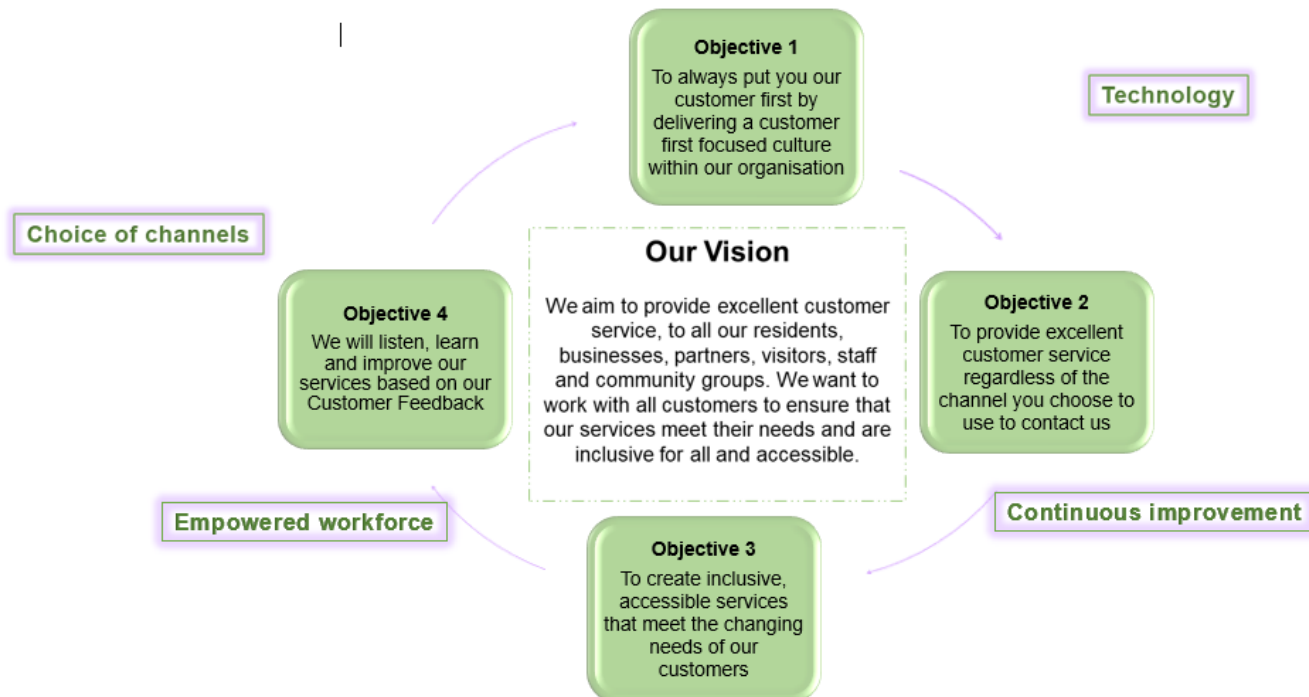 Objective 1
To always put you our
customer first by
delivering a customer
first focused culture
within our organisation
Technology
Choice of channels
Our Vision
We aim to provide excellent customer
service, to all our residents,
businesses, partners, visitors, staff
and community groups. We want to
work with all customers to ensure that
our services meet their needs and are
inclusive for all and accessible.
Objective 2
To provide excellent
customer service
regardless of the
channel you choose to
use to contact us
Objective 4
We will listen, learn
and improve our
services based on our
Customer Feedback
Empowered workforce
Continuous improvement
Objective 3
To create inclusive,
accessible services
that meet the changing
needs of our
customers